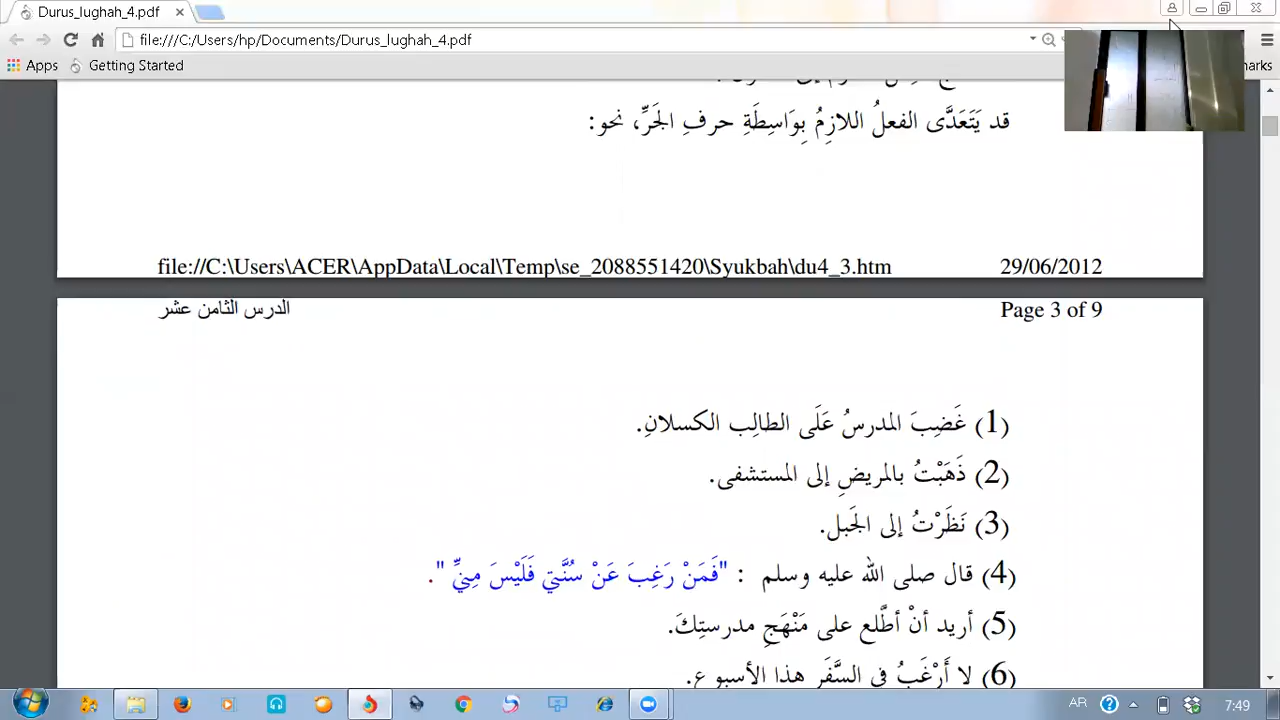 Durus_lughah_4.pdf
file:///C:/Users/hp/Documents/Durus_lughah_4.pdf
Apps Getting Started
قد يَتَعَدَّى الفعلُ اللازِمُ بِوَاسِطَةِ حرفِ الجَرِّ، نحو:
file://C:\Users\ACER\AppData\Local\Temp\se_2088551420\Syukbah\du4_3.htm 29/06/2012
الدرس الثامن عشر Page 3 of 9
(1) غَضِبَ المدرسُ عَلَى الطالِب الكسلانِ.
(2) ذَهَبْتُ بالمريضِ إلى المستشفى.
(3) نَظَرْتُ إلى الجَبل.
(4) قال صلى الله عليه وسلم : "فَمَنْ رَغِبَ عَنْ سُنَّتِي فَلَيْسَ مِنِّي ".
(5) أريد أنْ أطَّلع على مَنْهَجِ مدرستِكَ.
(6) لا أَرْغَبُ في السَّفَر هذا الأسبوع.
AR 7:49